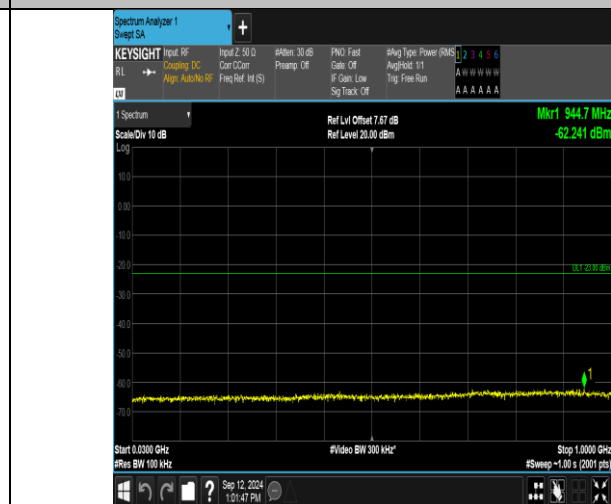 Spectrum Analyzer 1
Swept SA
+
KEYSIGHT Input: RF Input Z: 50 Ω #Atten: 30 dB PNO: Fast #Avg Type: Power (RMS 1 2 3 4 5 6
RL Coupling: DC Corr CCorr Preamp: Off Gate: Off Avg|Hold: 1/1 A W W W W W
Align: Auto/No RF Freq Ref: Int (S) IF Gain: Low Trig: Free Run
Sig Track: Off A A A A A A
LXI
1 Spectrum Ref Lvl Offset 7.67 dB Mkr1 944.7 MHz
Scale/Div 10 dB Ref Level 20.00 dBm -62.241 dBm
Log
10.0
0.00
-10.0
-20.0
DL1 -23.00 dBm
-30.0
-40.0
-50.0
1
-60.0
-70.0
Start 0.0300 GHz #Video BW 300 kHz* Stop 1.0000 GHz
#Res BW 100 kHz #Sweep ~1.00 s (2001 pts)
? Sep 12, 2024
1:01:47 PM